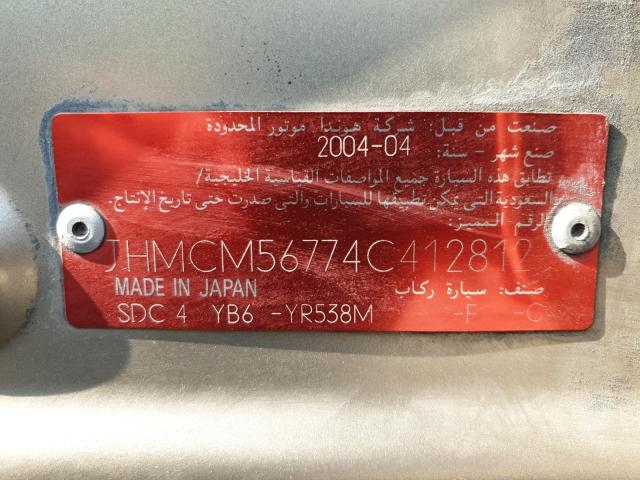 صنعت من قبل: شركة هوندا موتور المحدودة
صنع شهر - سنة: 2004-04
تطابق هذه السيارة جميع المواصفات القياسية الخليجية/
السعودية التي يمكن تطبيقها للسيارات والتي صدرت حتى تاريخ الإنتاج.
الرقم المميز:
JHMCM56774C412812
MADE IN JAPAN صنف: سيارة ركاب
SDC 4 YB6 -YR538M -F -C